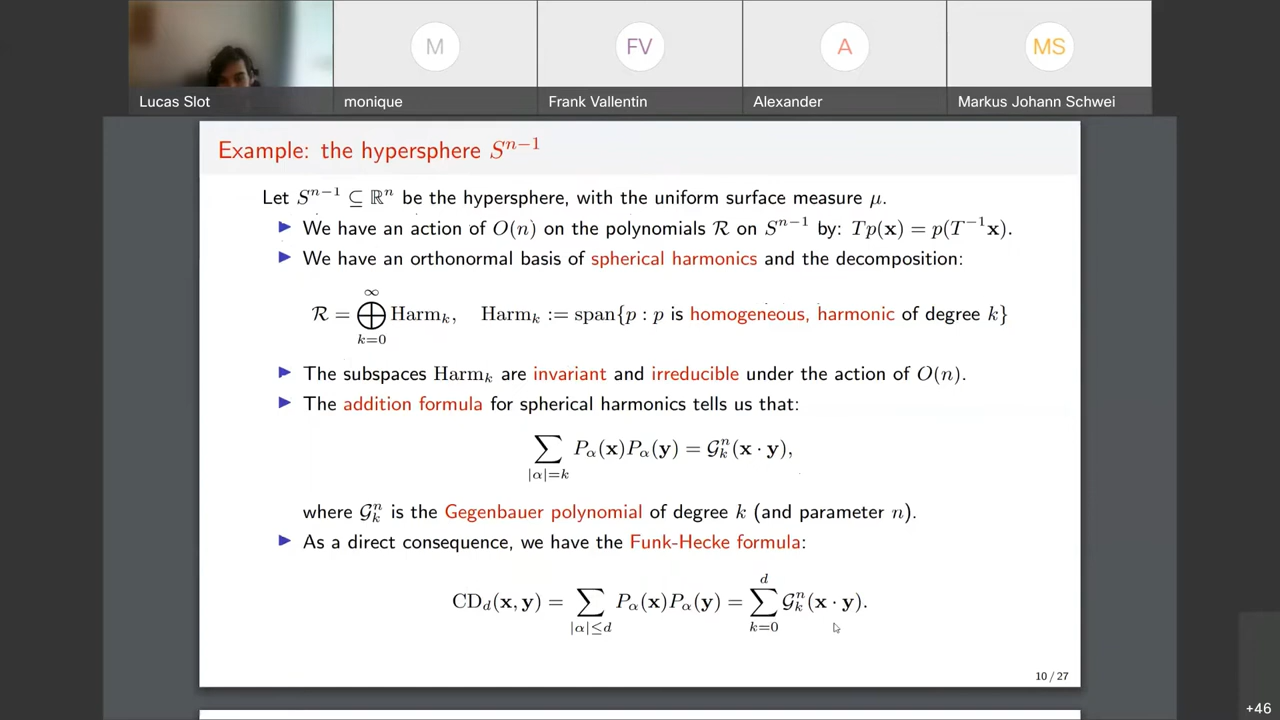 M
FV
A
MS
Lucas Slot
monique
Frank Vallentin
Alexander
Markus Johann Schwei
Example: the hypersphere Sⁿ⁻¹
Let Sⁿ⁻¹ ⊆ ℝⁿ be the hypersphere, with the uniform surface measure μ.
▶ We have an action of O(n) on the polynomials ℛ on Sⁿ⁻¹ by: Tp(𝐱) = p(T⁻¹𝐱).
▶ We have an orthonormal basis of spherical harmonics and the decomposition:
ℛ = ⨁_{k=0}^{∞} Harm_k, Harm_k := span{p : p is homogeneous, harmonic of degree k}
▶ The subspaces Harm_k are invariant and irreducible under the action of O(n).
▶ The addition formula for spherical harmonics tells us that:
∑_{|α|=k} P_α(𝐱)P_α(𝐲) = 𝒢_k^n(𝐱 · 𝐲),
where 𝒢_k^n is the Gegenbauer polynomial of degree k (and parameter n).
▶ As a direct consequence, we have the Funk-Hecke formula:
CD_d(𝐱, 𝐲) = ∑_{|α|≤d} P_α(𝐱)P_α(𝐲) = ∑_{k=0}^{d} 𝒢_k^n(𝐱 · 𝐲).
10 / 27
+46